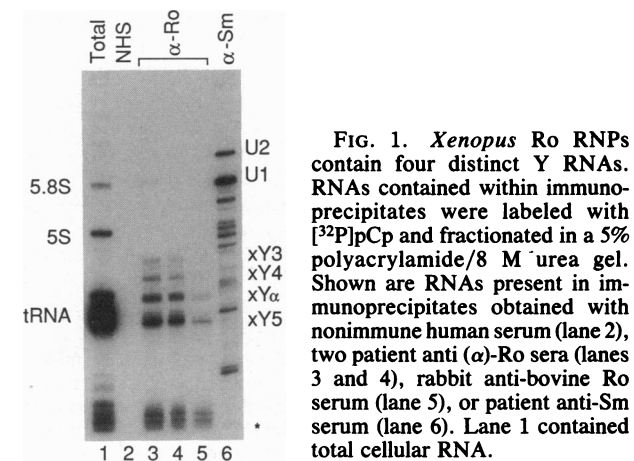 Total
NHS
α-Ro
α-Sm
U2
U1
5.8S
5S
xY3
xY4
xYα
xY5
tRNA
*
1 2 3 4 5 6
FIG. 1. Xenopus Ro RNPs
contain four distinct Y RNAs.
RNAs contained within immuno-
precipitates were labeled with
[³²P]pCp and fractionated in a 5%
polyacrylamide/8 M urea gel.
Shown are RNAs present in im-
munoprecipitates obtained with
nonimmune human serum (lane 2),
two patient anti (α)-Ro sera (lanes
3 and 4), rabbit anti-bovine Ro
serum (lane 5), or patient anti-Sm
serum (lane 6). Lane 1 contained
total cellular RNA.